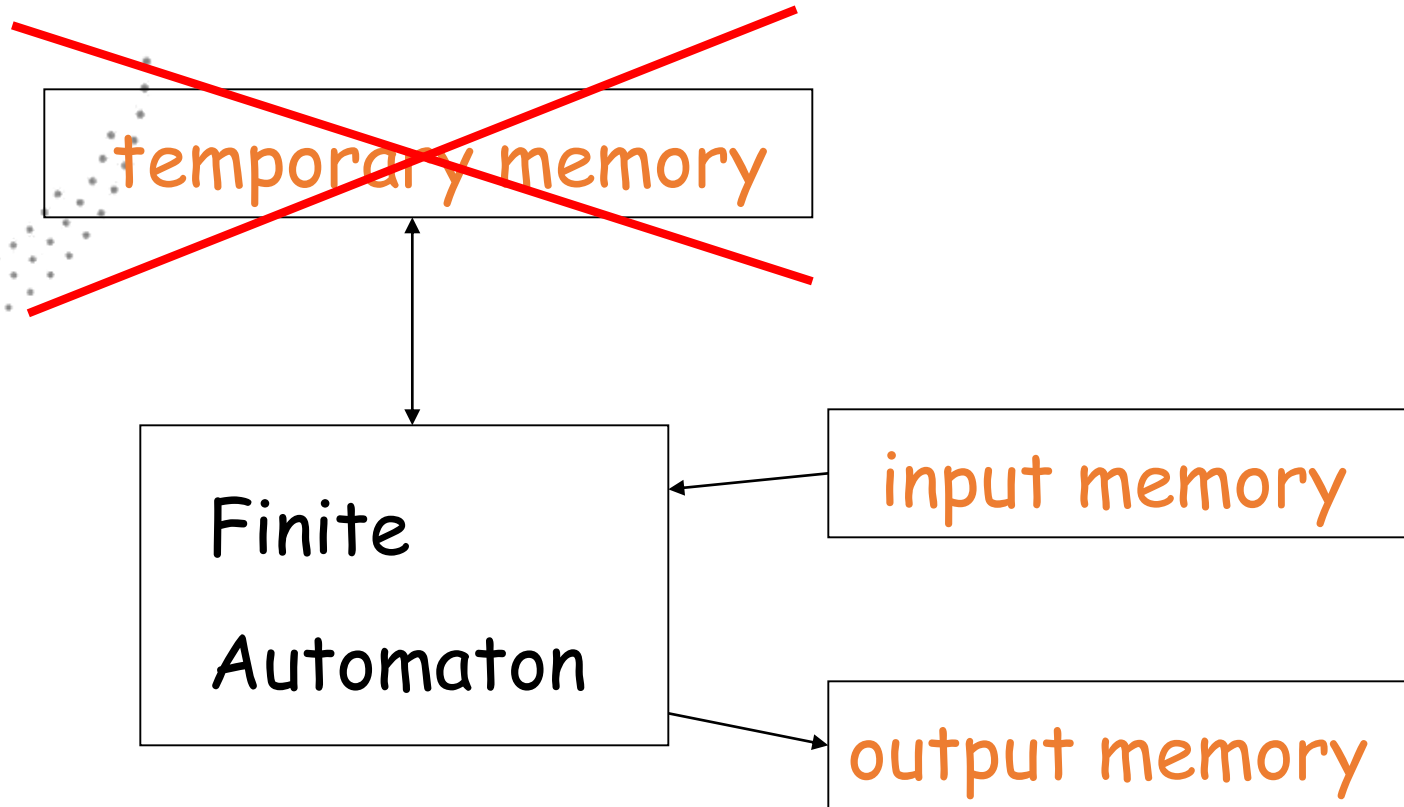 temporary memory
input memory
Finite
Automaton
output memory